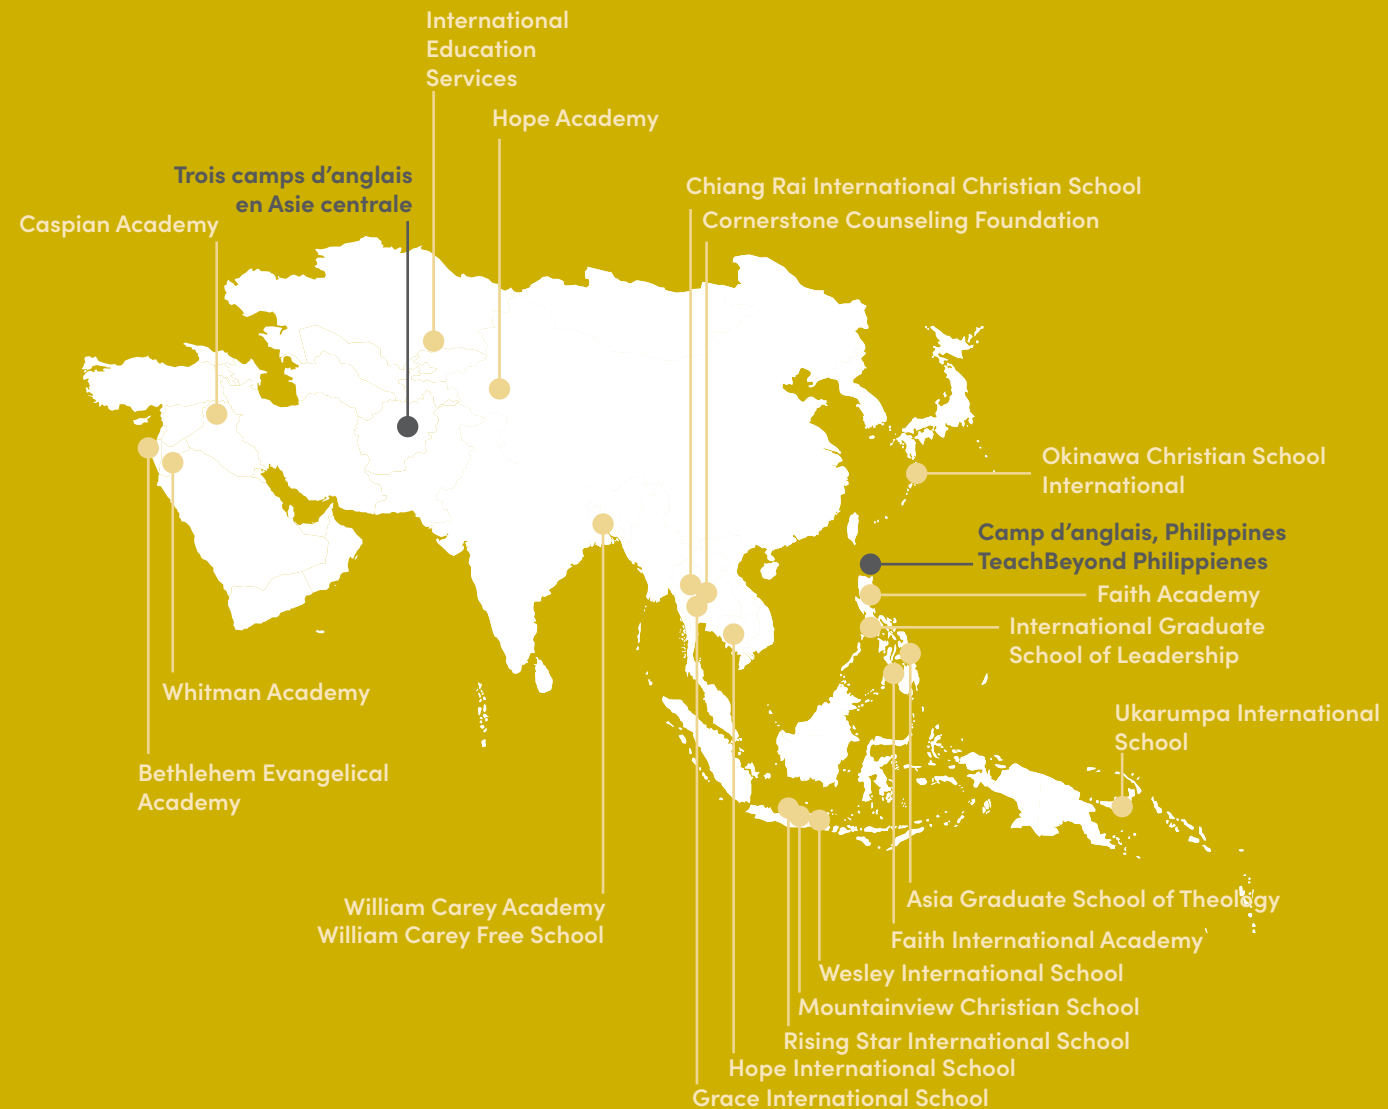 International
Education
Services
Hope Academy
Trois camps d’anglais
en Asie centrale
Chiang Rai International Christian School
Cornerstone Counseling Foundation
Caspian Academy
Okinawa Christian School
International
Camp d’anglais, Philippines
TeachBeyond Philippienes
Faith Academy
International Graduate
School of Leadership
Whitman Academy
Ukarumpa International
School
Bethlehem Evangelical
Academy
William Carey Academy
William Carey Free School
Asia Graduate School of Theology
Faith International Academy
Wesley International School
Mountainview Christian School
Rising Star International School
Hope International School
Grace International School